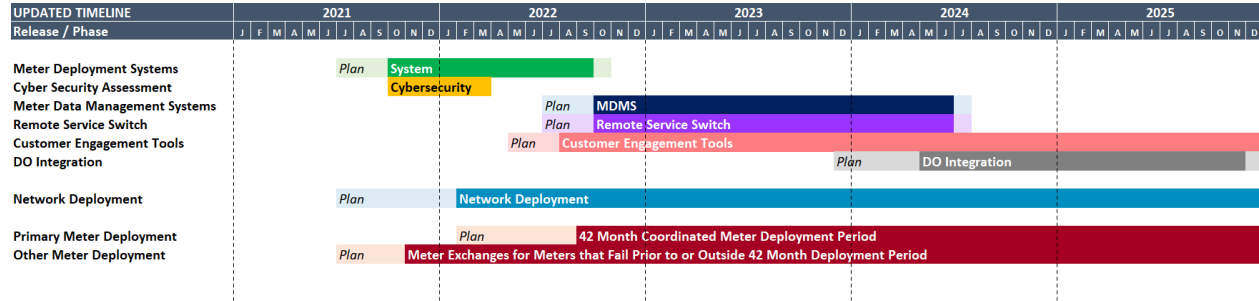 UPDATED TIMELINE 2021 2022 2023 2024 2025
Release / Phase J F M A M J J A S O N D J F M A M J J A S O N D J F M A M J J A S O N D J F M A M J J A S O N D J F M A M J J A S O N D
Meter Deployment Systems Plan System
Cyber Security Assessment Cybersecurity
Meter Data Management Systems Plan MDMS
Remote Service Switch Plan Remote Service Switch
Customer Engagement Tools Plan Customer Engagement Tools
DO Integration Plan DO Integration
Network Deployment Plan Network Deployment
Primary Meter Deployment Plan 42 Month Coordinated Meter Deployment Period
Other Meter Deployment Plan Meter Exchanges for Meters that Fail Prior to or Outside 42 Month Deployment Period